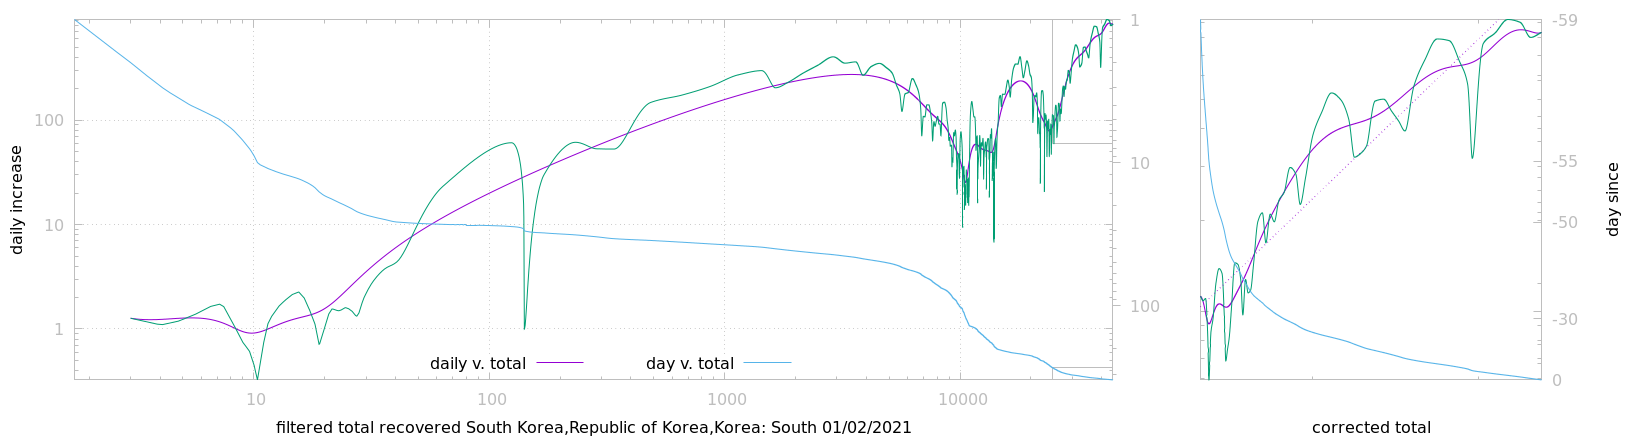 1
-59
100
daily increase
10
-55
day since
10
-50
100
-30
1
daily v. total
day v. total
0
10
100
1000
10000
filtered total recovered South Korea,Republic of Korea,Korea: South 01/02/2021
corrected total